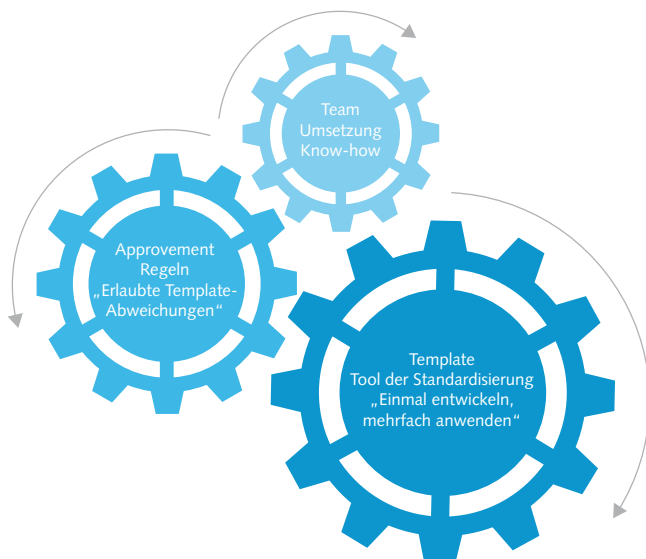 Team
Umsetzung
Know-how
Approvement
Regeln
„Erlaubte Template-
Abweichungen“
Template
Tool der Standardisierung
„Einmal entwickeln,
mehrfach anwenden“